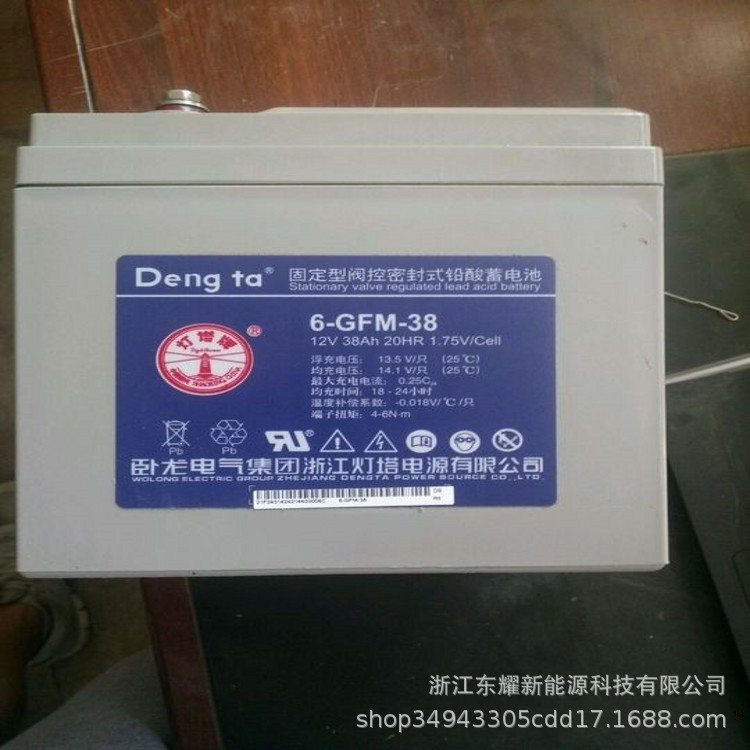 Deng ta® 固定型阀控密封式铅酸蓄电池
Stationary valve regulated lead acid battery
6-GFM-38
12V 38Ah 20HR 1.75V/Cell
灯塔牌 ®
浮充电压: 13.5 V/只 (25℃)
均充电压: 14.1 V/只 (25℃)
最大充电电流: 0.25C
均充时间: 18 - 24小时
温度补偿系数: -0.018V/℃/只
端子扭矩: 4-6N·m
Pb Pb
卧龙电气集团浙江灯塔电源有限公司
WOLONG ELECTRIC GROUP ZHEJIANG DENGTA POWER SOURCE CO.,LTD.
6-GFM-38
浙江东耀新能源科技有限公司
shop34943305cdd17.1688.com